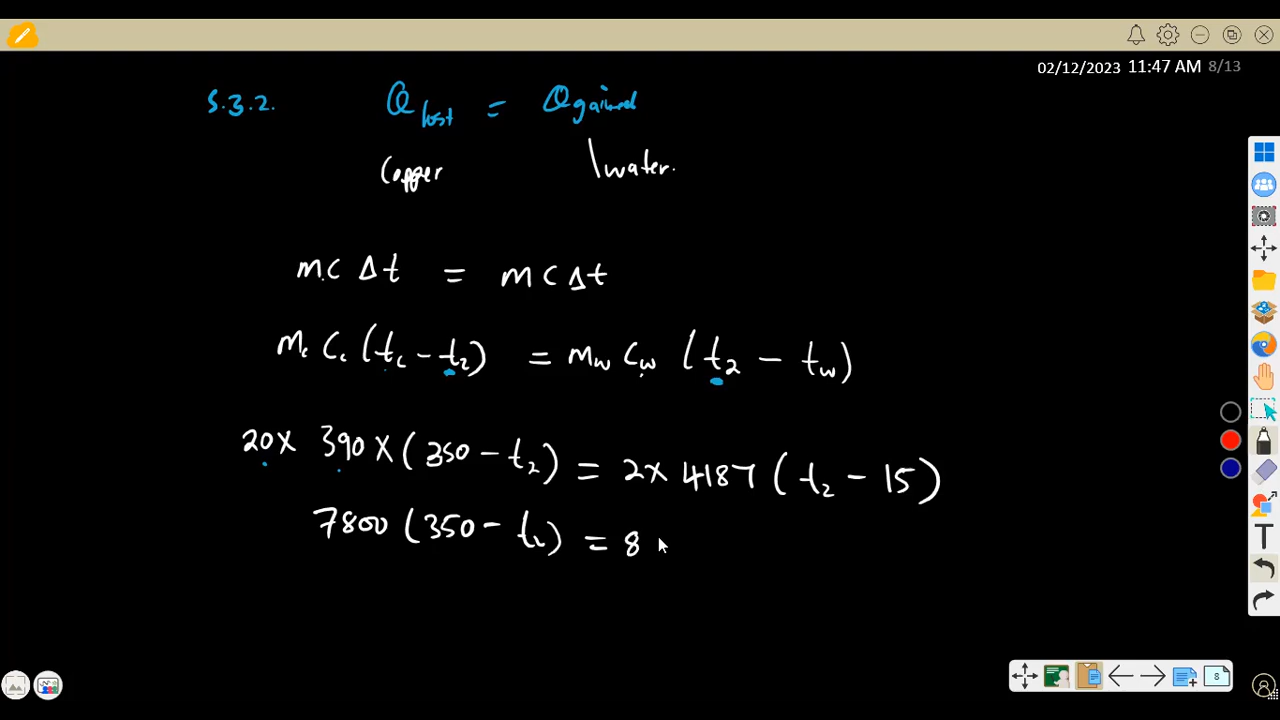 02/12/2023 11:47 AM 8/13
5.3.2. Q lost = Q gained
Copper water.
mc Δt = mc Δt
mc Cc (tc - t2) = mw Cw (t2 - tw)
20 x 390 x (350 - t2) = 2 x 4187 (t2 - 15)
7800 (350 - t2) = 8
T
8